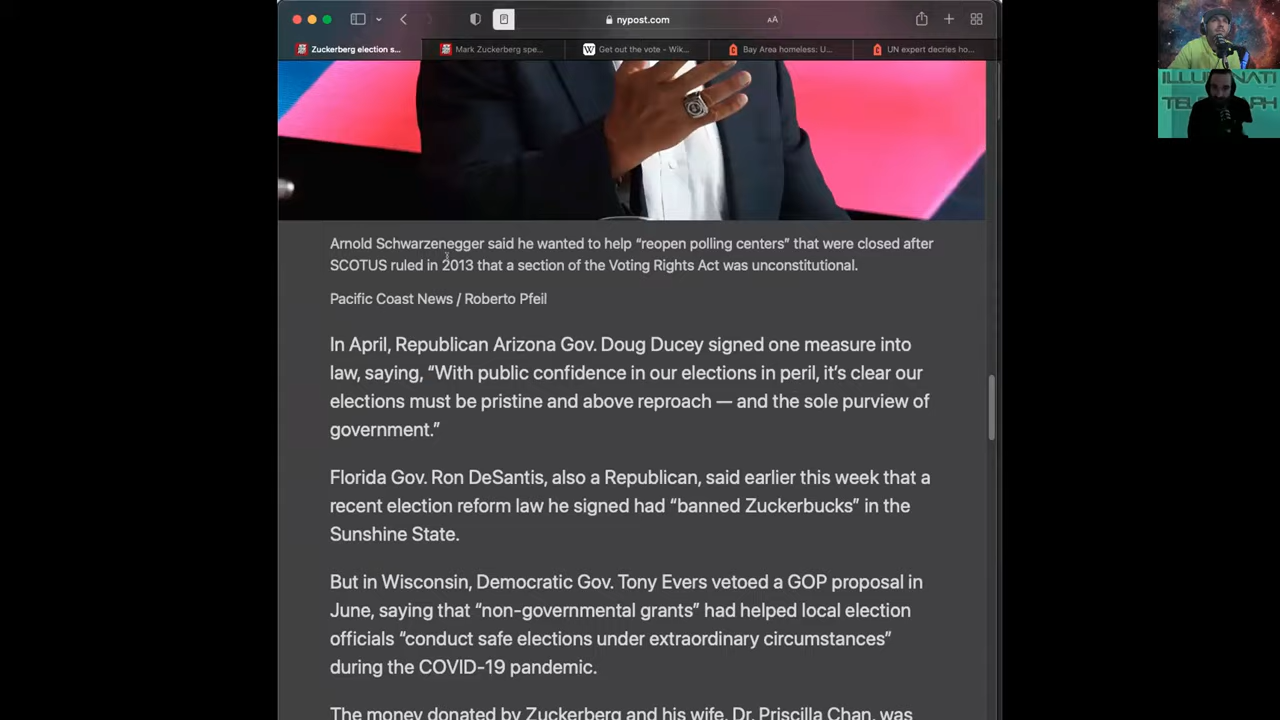 nypost.com
AA
Zuckerberg election s...
Mark Zuckerberg spe...
W Get out the vote - Wik...
Bay Area homeless: U...
UN expert decries ho...
ILLUMINATI
Arnold Schwarzenegger said he wanted to help “reopen polling centers” that were closed after
SCOTUS ruled in 2013 that a section of the Voting Rights Act was unconstitutional.
Pacific Coast News / Roberto Pfeil
In April, Republican Arizona Gov. Doug Ducey signed one measure into
law, saying, “With public confidence in our elections in peril, it’s clear our
elections must be pristine and above reproach — and the sole purview of
government.”
Florida Gov. Ron DeSantis, also a Republican, said earlier this week that a
recent election reform law he signed had “banned Zuckerbucks” in the
Sunshine State.
But in Wisconsin, Democratic Gov. Tony Evers vetoed a GOP proposal in
June, saying that “non-governmental grants” had helped local election
officials “conduct safe elections under extraordinary circumstances”
during the COVID-19 pandemic.
The money donated by Zuckerberg and his wife, Dr. Priscilla Chan, was